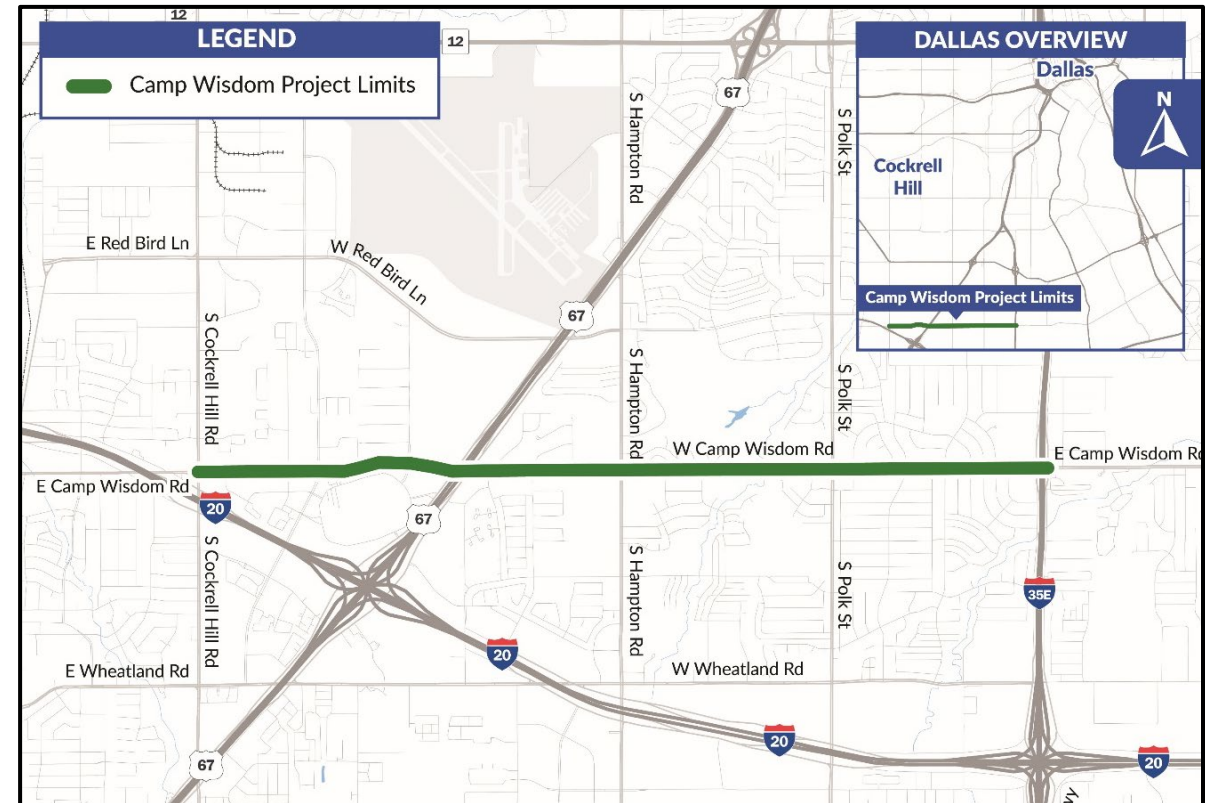 12
LEGEND
Camp Wisdom Project Limits
12
67
DALLAS OVERVIEW
Dallas
N
Cockrell
Hill
Camp Wisdom Project Limits
S Hampton Rd
S Polk St
E Red Bird Ln
W Red Bird Ln
67
S Cockrell Hill Rd
S Hampton Rd
S Polk St
W Camp Wisdom Rd
E Camp Wisdom Rd
E Camp Wisdom Rd
20
67
S Cockrell Hill Rd
S Hampton Rd
S Polk St
35E
20
E Wheatland Rd
W Wheatland Rd
67
20
20